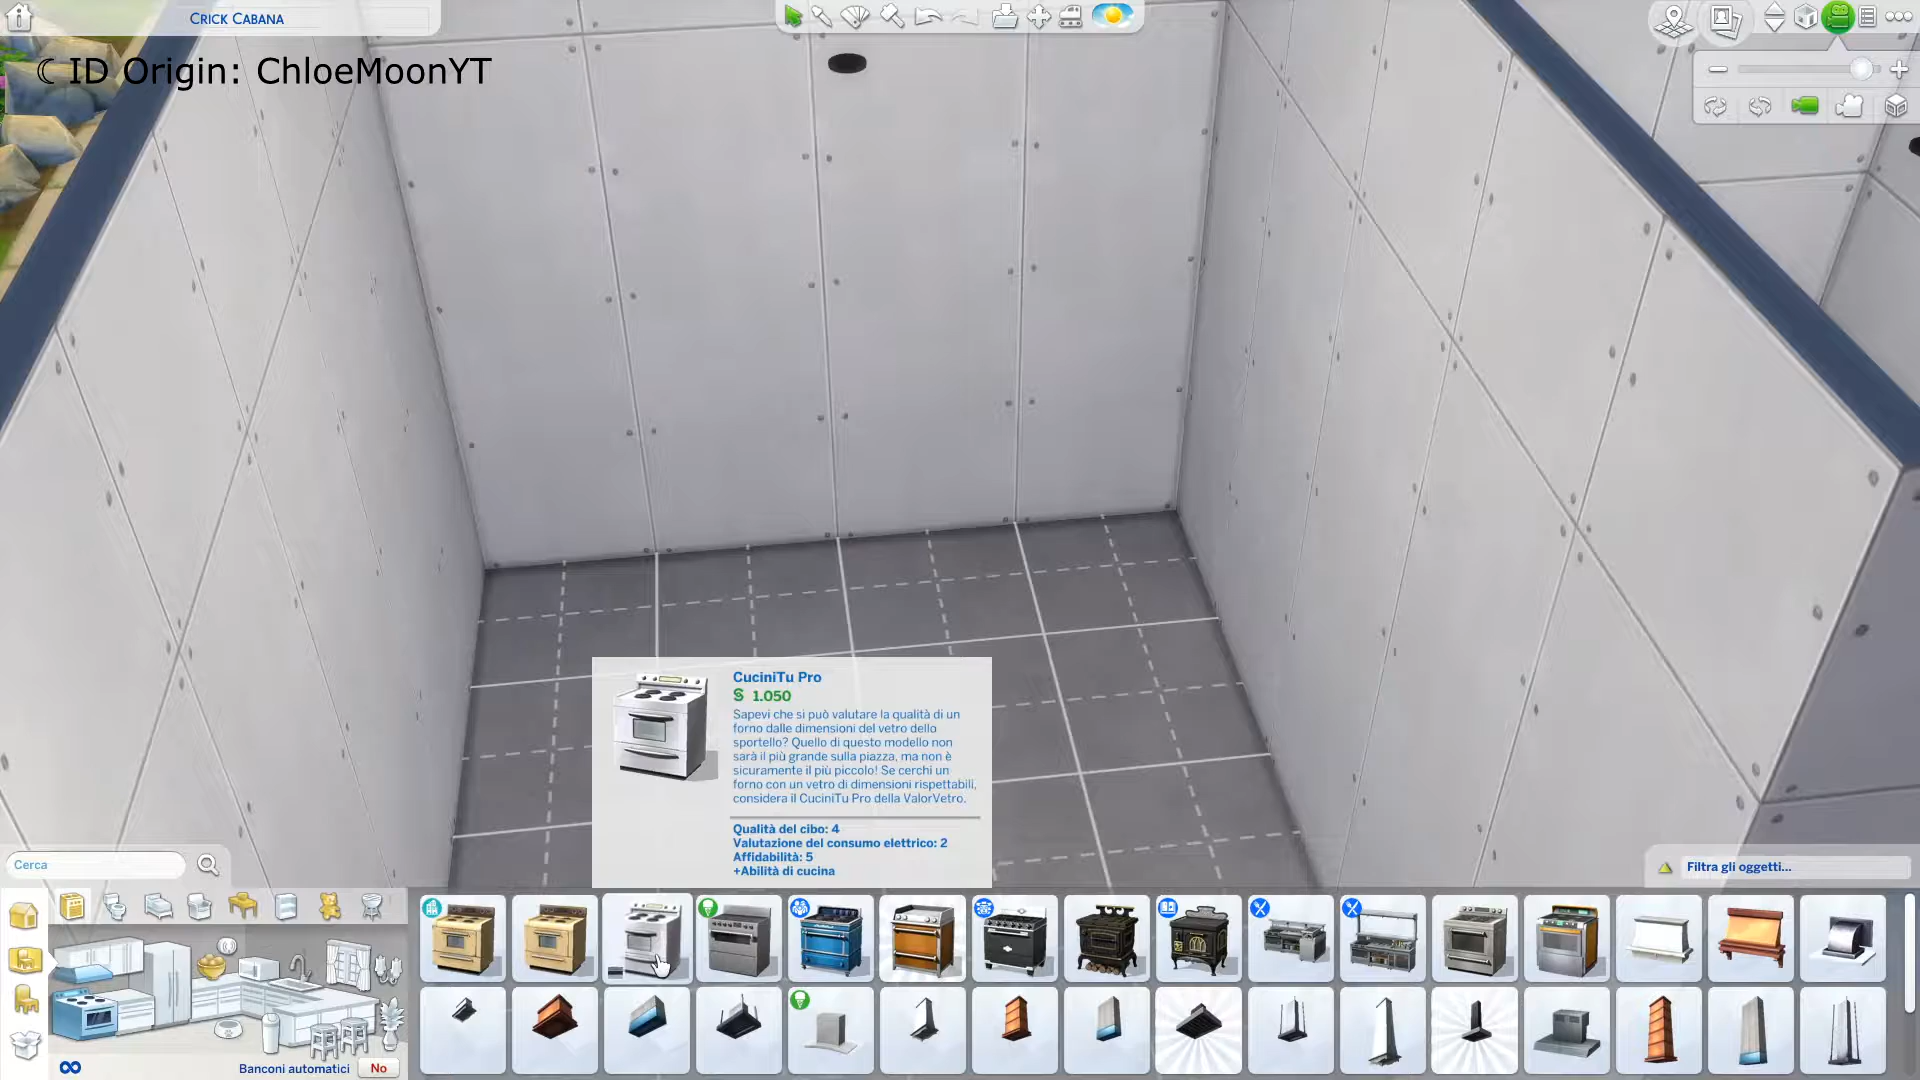 Crick Cabana
☾ ID Origin: ChloeMoonYT
CuciniTu Pro
§ 1.050
Sapevi che si può valutare la qualità di un
forno dalle dimensioni del vetro dello
sportello? Quello di questo modello non
sarà il più grande sulla piazza, ma non è
sicuramente il più piccolo! Se cerchi un
forno con un vetro di dimensioni rispettabili,
considera il CuciniTu Pro della ValorVetro.
Qualità del cibo: 4
Valutazione del consumo elettrico: 2
Affidabilità: 5
+Abilità di cucina
Cerca
Filtra gli oggetti...
Banconi automatici No